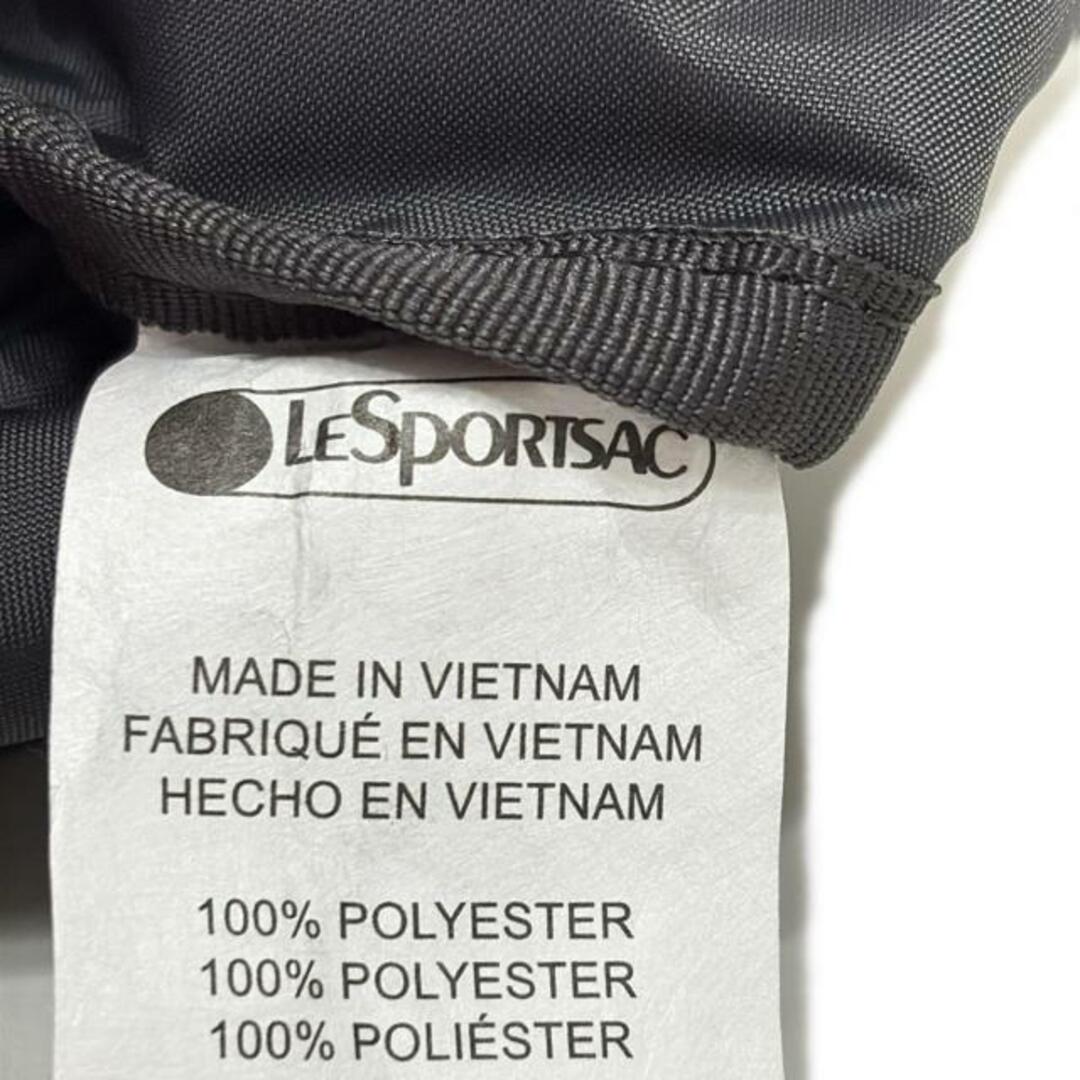 LESPORTSAC
MADE IN VIETNAM
FABRIQUÉ EN VIETNAM
HECHO EN VIETNAM
100% POLYESTER
100% POLYESTER
100% POLIÉSTER